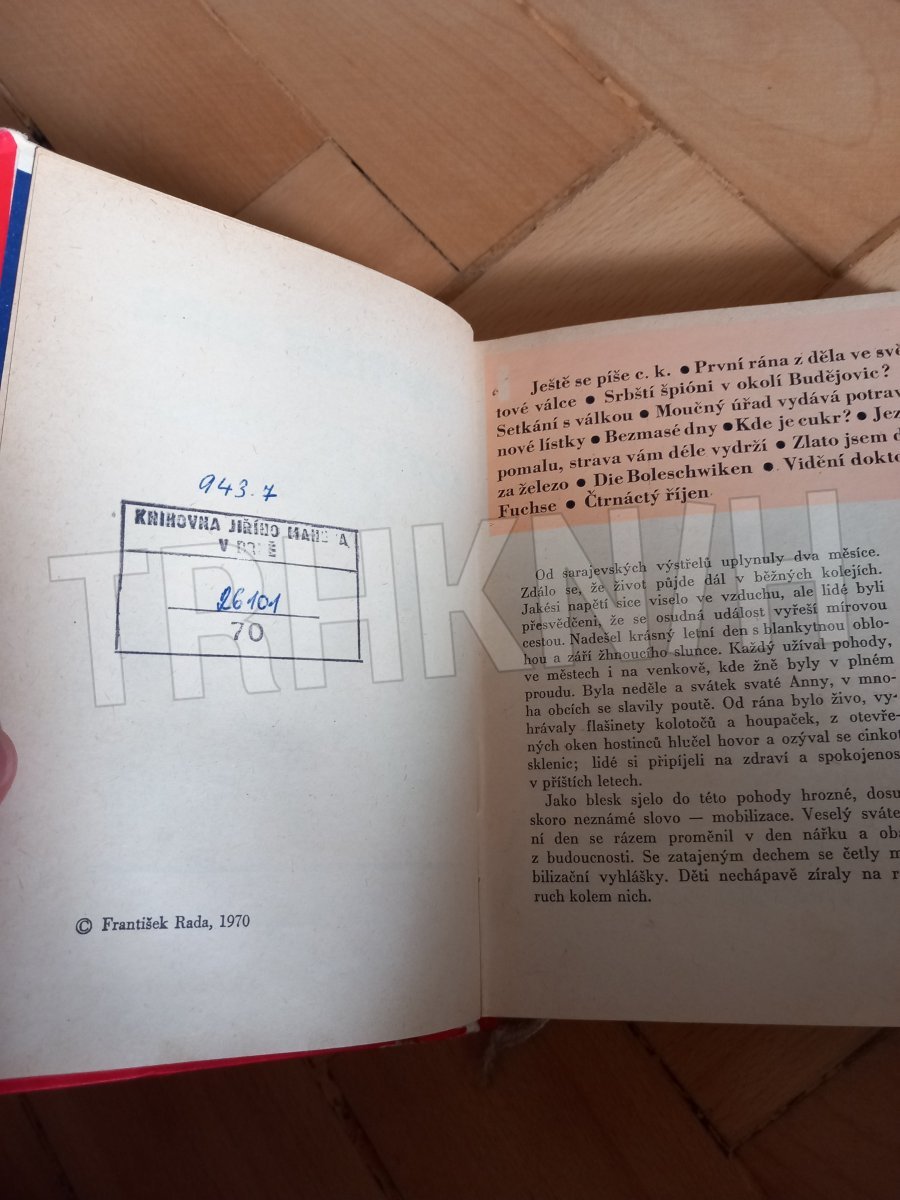 943.7
KNIHOVNA JIŘÍHO MAHENA
V BRNĚ
26101
70
© František Rada, 1970
Ještě se píše c. k. ● První rána z děla ve svě-
tové válce ● Srbští špióni v okolí Budějovic?
Setkání s válkou ● Moučný úřad vydává potrav
nové lístky ● Bezmasé dny ● Kde je cukr? ● Jez
pomalu, strava vám déle vydrží ● Zlato jsem d
za železo ● Die Boleschwiken ● Vidění dokto
Fuchse ● Čtrnáctý říjen
Od sarajevských výstřelů uplynuly dva měsíce.
Zdálo se, že život půjde dál v běžných kolejích.
Jakési napětí sice viselo ve vzduchu, ale lidé byli
přesvědčeni, že se osudná událost vyřeší mírovou
cestou. Nadešel krásný letní den s blankytnou oblo-
hou a září žhnoucího slunce. Každý užíval pohody,
ve městech i na venkově, kde žně byly v plném
proudu. Byla neděle a svátek svaté Anny, v mno-
ha obcích se slavily poutě. Od rána bylo živo, vy-
hrávaly flašinety kolotočů a houpaček, z otevře-
ných oken hostinců hlučel hovor a ozýval se cinkot
sklenic; lidé si připíjeli na zdraví a spokojenos
v příštích letech.
Jako blesk sjelo do této pohody hrozné, dosu
skoro neznámé slovo — mobilizace. Veselý sváte
ní den se rázem proměnil v den nářku a oba
z budoucnosti. Se zatajeným dechem se četly m
bilizační vyhlášky. Děti nechápavě zíraly na r
ruch kolem nich.
TRHKNIH